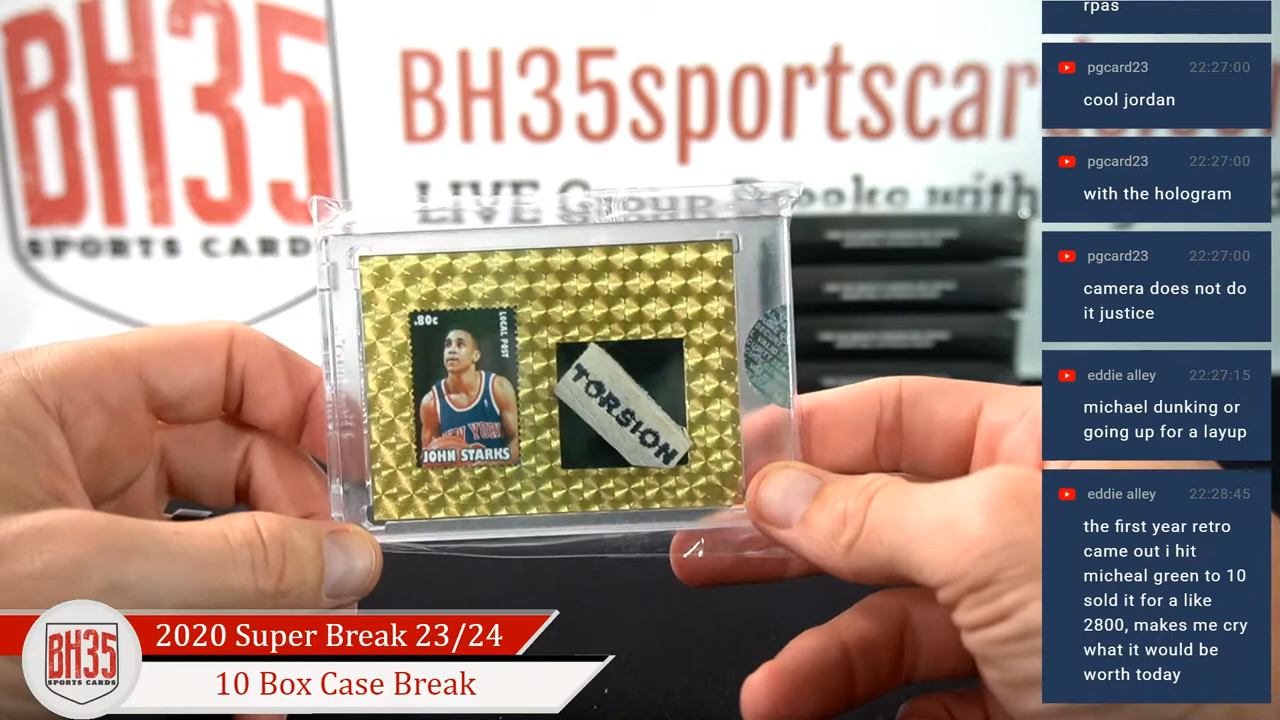 BH35
SPORTS CARD
BH35sportscar
LIVE Group Breaks with
.80c
LOCAL POST
NEW YORK
JOHN STARKS
TORSION
2020 Super Break 23/24
10 Box Case Break
BH35
SPORTS CARDS
rpas
pgcard23 22:27:00
cool jordan
pgcard23 22:27:00
with the hologram
pgcard23 22:27:00
camera does not do
it justice
eddie alley 22:27:15
michael dunking or
going up for a layup
eddie alley 22:28:45
the first year retro
came out i hit
micheal green to 10
sold it for a like
2800, makes me cry
what it would be
worth today